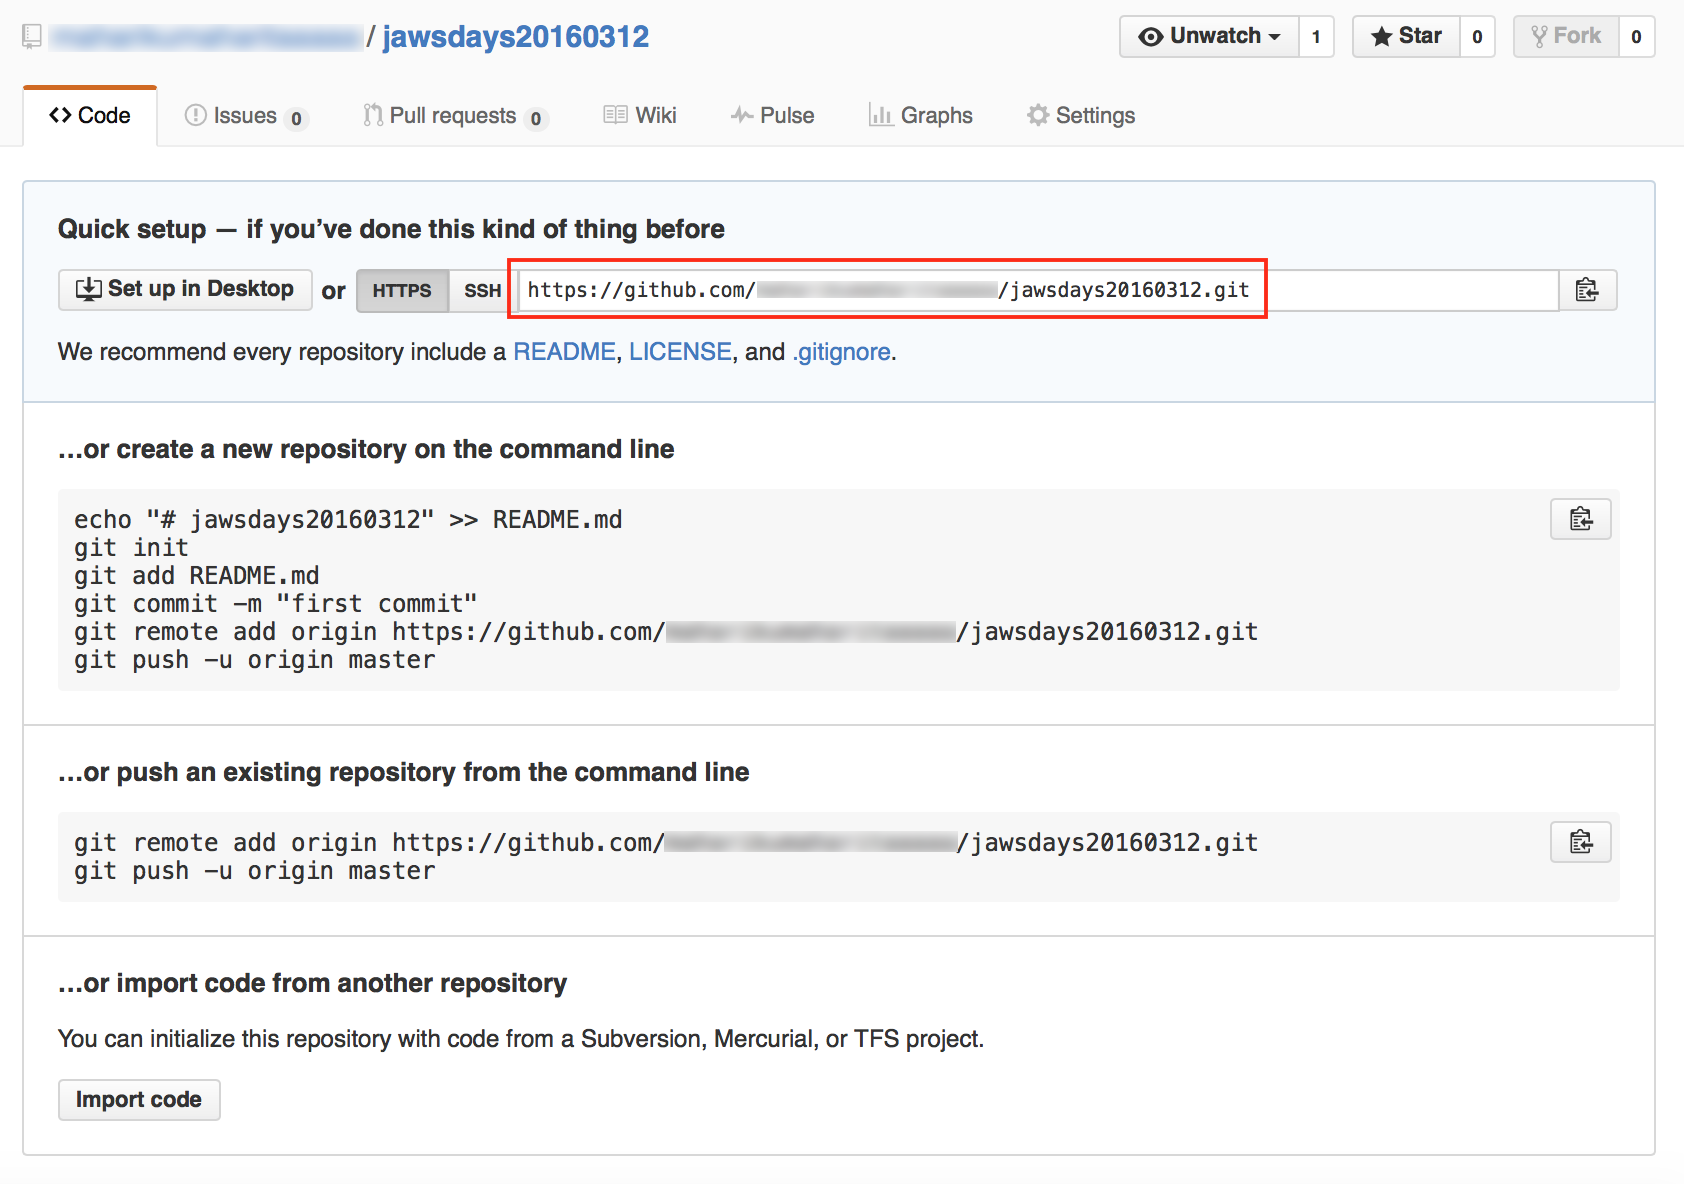 / jawsdays20160312
Unwatch 1 Star 0 Fork 0
Code Issues 0 Pull requests 0 Wiki Pulse Graphs Settings
Quick setup — if you’ve done this kind of thing before
Set up in Desktop or HTTPS SSH https://github.com/ /jawsdays20160312.git
We recommend every repository include a README, LICENSE, and .gitignore.
…or create a new repository on the command line
echo "# jawsdays20160312" >> README.md
git init
git add README.md
git commit -m "first commit"
git remote add origin https://github.com/ /jawsdays20160312.git
git push -u origin master
…or push an existing repository from the command line
git remote add origin https://github.com/ /jawsdays20160312.git
git push -u origin master
…or import code from another repository
You can initialize this repository with code from a Subversion, Mercurial, or TFS project.
Import code